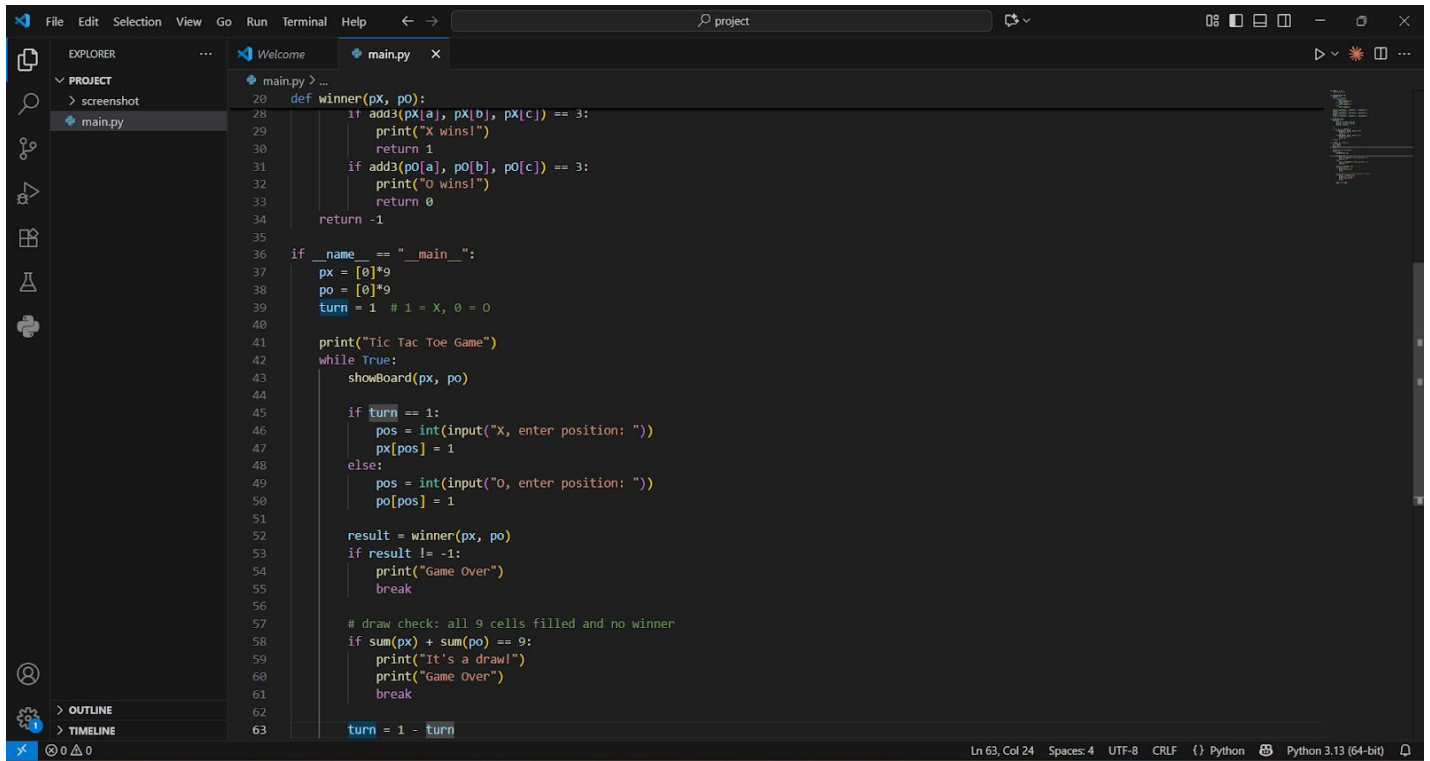 File Edit Selection View Go Run Terminal Help project
EXPLORER
PROJECT
screenshot
main.py
OUTLINE
TIMELINE
Welcome main.py
main.py > ...
20 def winner(pX, pO):
28 if add3(pX[a], pX[b], pX[c]) == 3:
29 print("X wins!")
30 return 1
31 if add3(pO[a], pO[b], pO[c]) == 3:
32 print("O wins!")
33 return 0
34 return -1
35
36 if __name__ == "__main__":
37 px = [0]*9
38 po = [0]*9
39 turn = 1 # 1 = X, 0 = O
40
41 print("Tic Tac Toe Game")
42 while True:
43 showBoard(px, po)
44
45 if turn == 1:
46 pos = int(input("X, enter position: "))
47 px[pos] = 1
48 else:
49 pos = int(input("O, enter position: "))
50 po[pos] = 1
51
52 result = winner(px, po)
53 if result != -1:
54 print("Game Over")
55 break
56
57 # draw check: all 9 cells filled and no winner
58 if sum(px) + sum(po) == 9:
59 print("It's a draw!")
60 print("Game Over")
61 break
62
63 turn = 1 - turn
1
0 0 Ln 63, Col 24 Spaces: 4 UTF-8 CRLF {} Python Python 3.13 (64-bit)